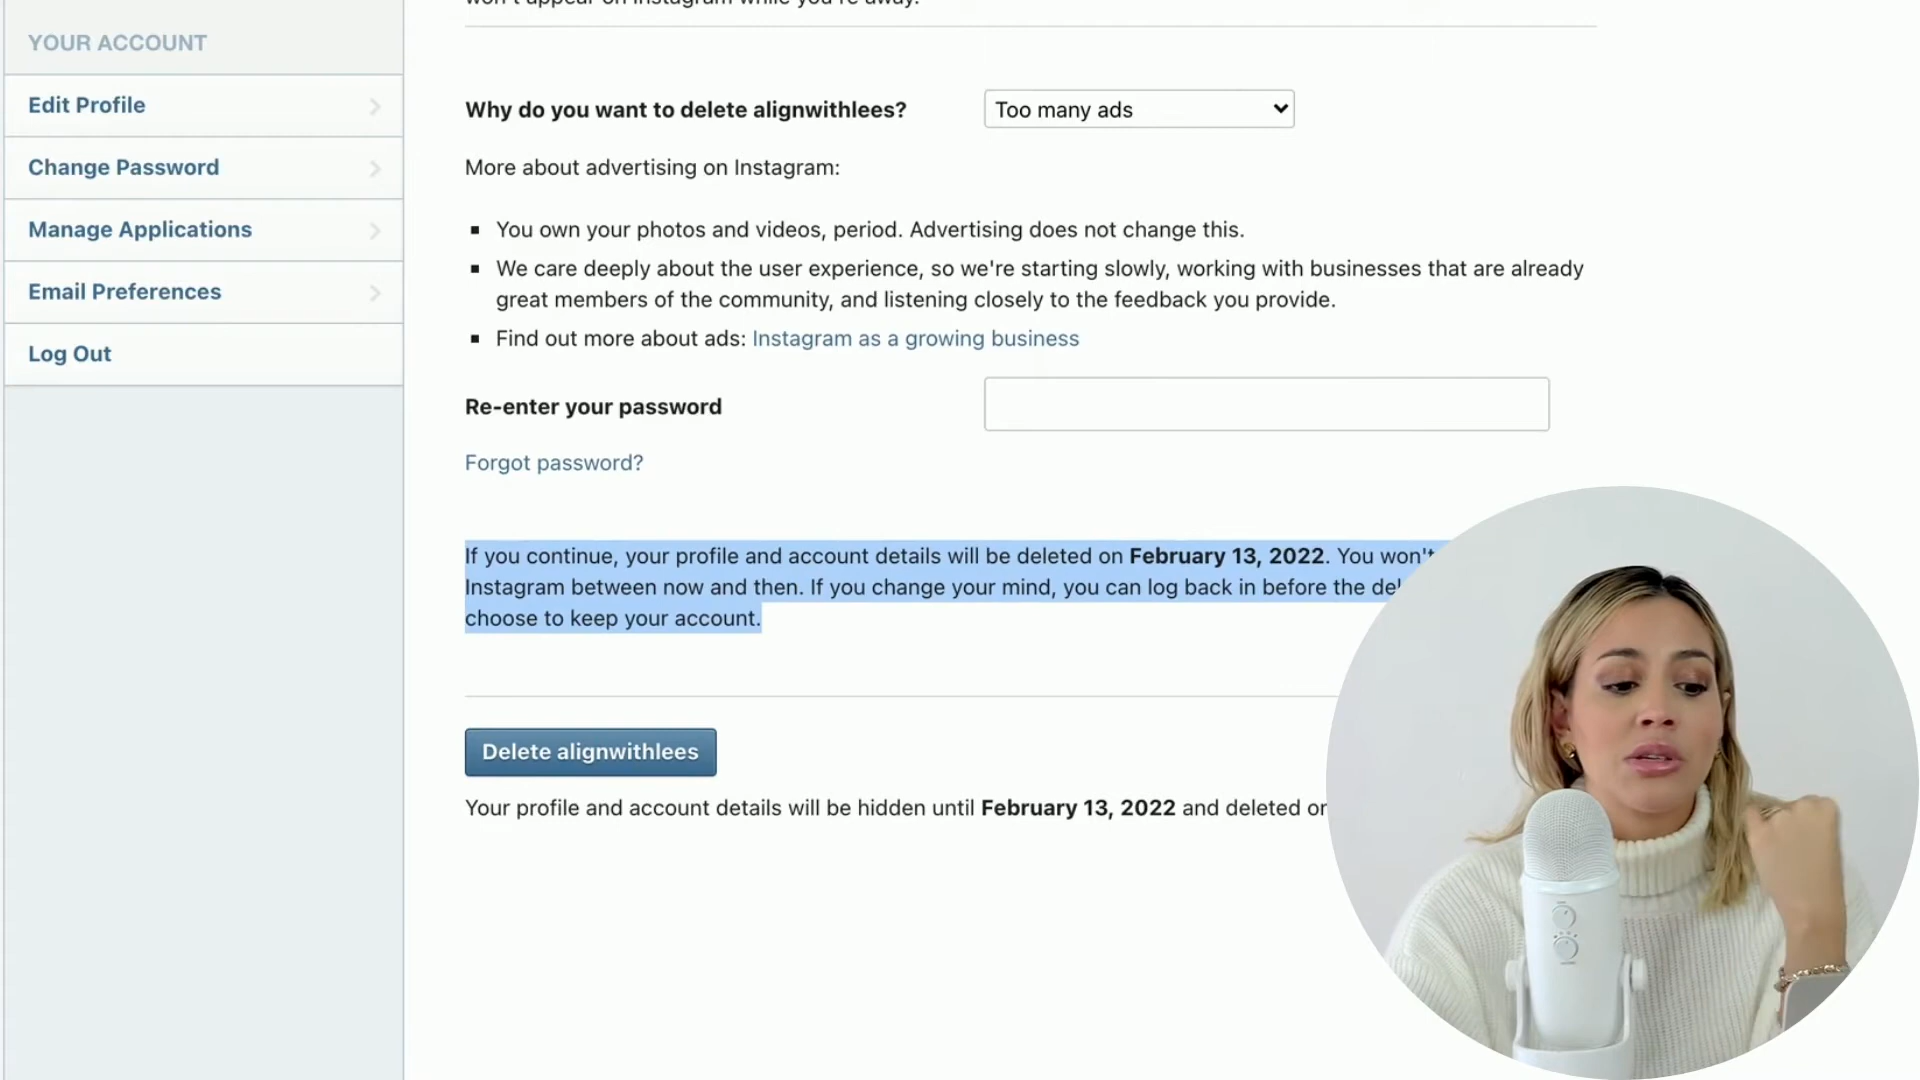 YOUR ACCOUNT
Edit Profile
Change Password
Manage Applications
Email Preferences
Log Out
Why do you want to delete alignwithlees?
Too many ads
More about advertising on Instagram:
You own your photos and videos, period. Advertising does not change this.
We care deeply about the user experience, so we're starting slowly, working with businesses that are already
great members of the community, and listening closely to the feedback you provide.
Find out more about ads: Instagram as a growing business
Re-enter your password
Forgot password?
If you continue, your profile and account details will be deleted on February 13, 2022. You won't
Instagram between now and then. If you change your mind, you can log back in before the
choose to keep your account.
Delete alignwithlees
Your profile and account details will be hidden until February 13, 2022 and deleted